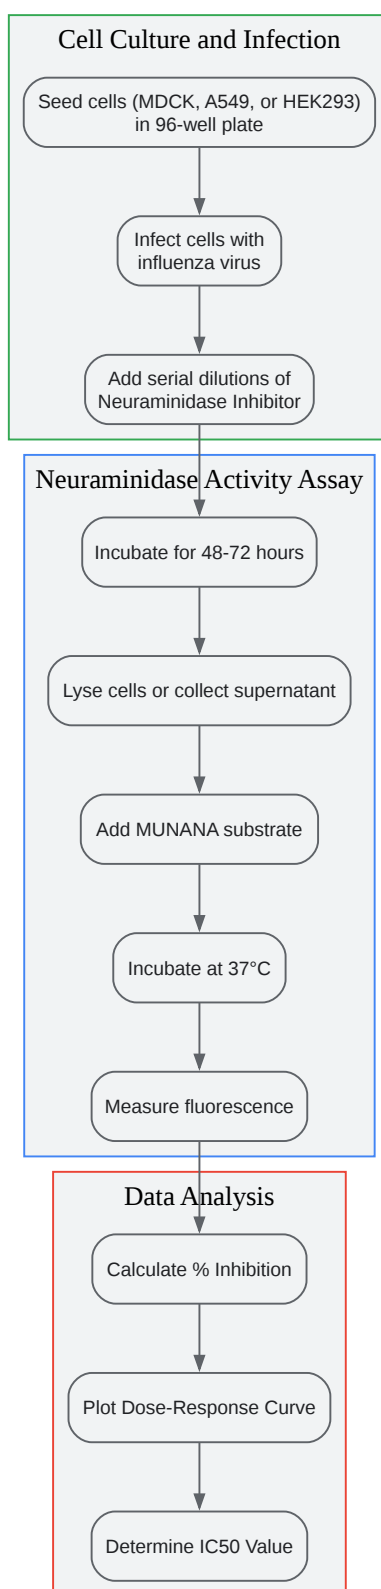 Cell Culture and Infection
Seed cells (MDCK, A549, or HEK293)
in 96-well plate
Infect cells with
influenza virus
Add serial dilutions of
Neuraminidase Inhibitor
Neuraminidase Activity Assay
Incubate for 48-72 hours
Lyse cells or collect supernatant
Add MUNANA substrate
Incubate at 37°C
Measure fluorescence
Data Analysis
Calculate % Inhibition
Plot Dose-Response Curve
Determine IC50 Value